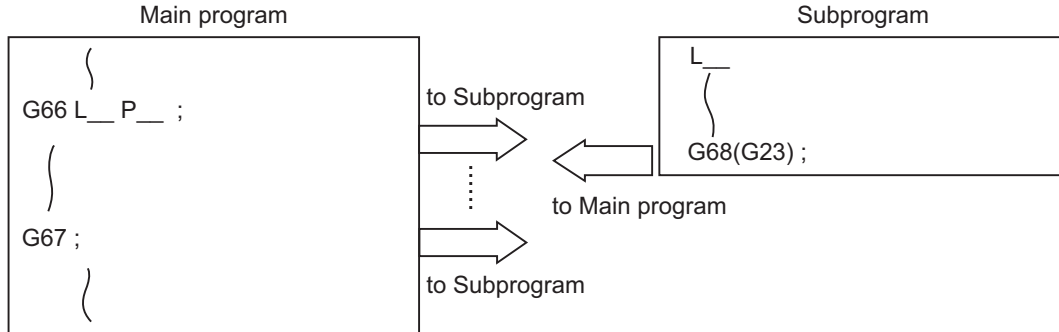 Main program
G66 L__ P__ ;
G67 ;
to Subprogram
to Subprogram
Subprogram
L__
G68(G23) ;
to Main program